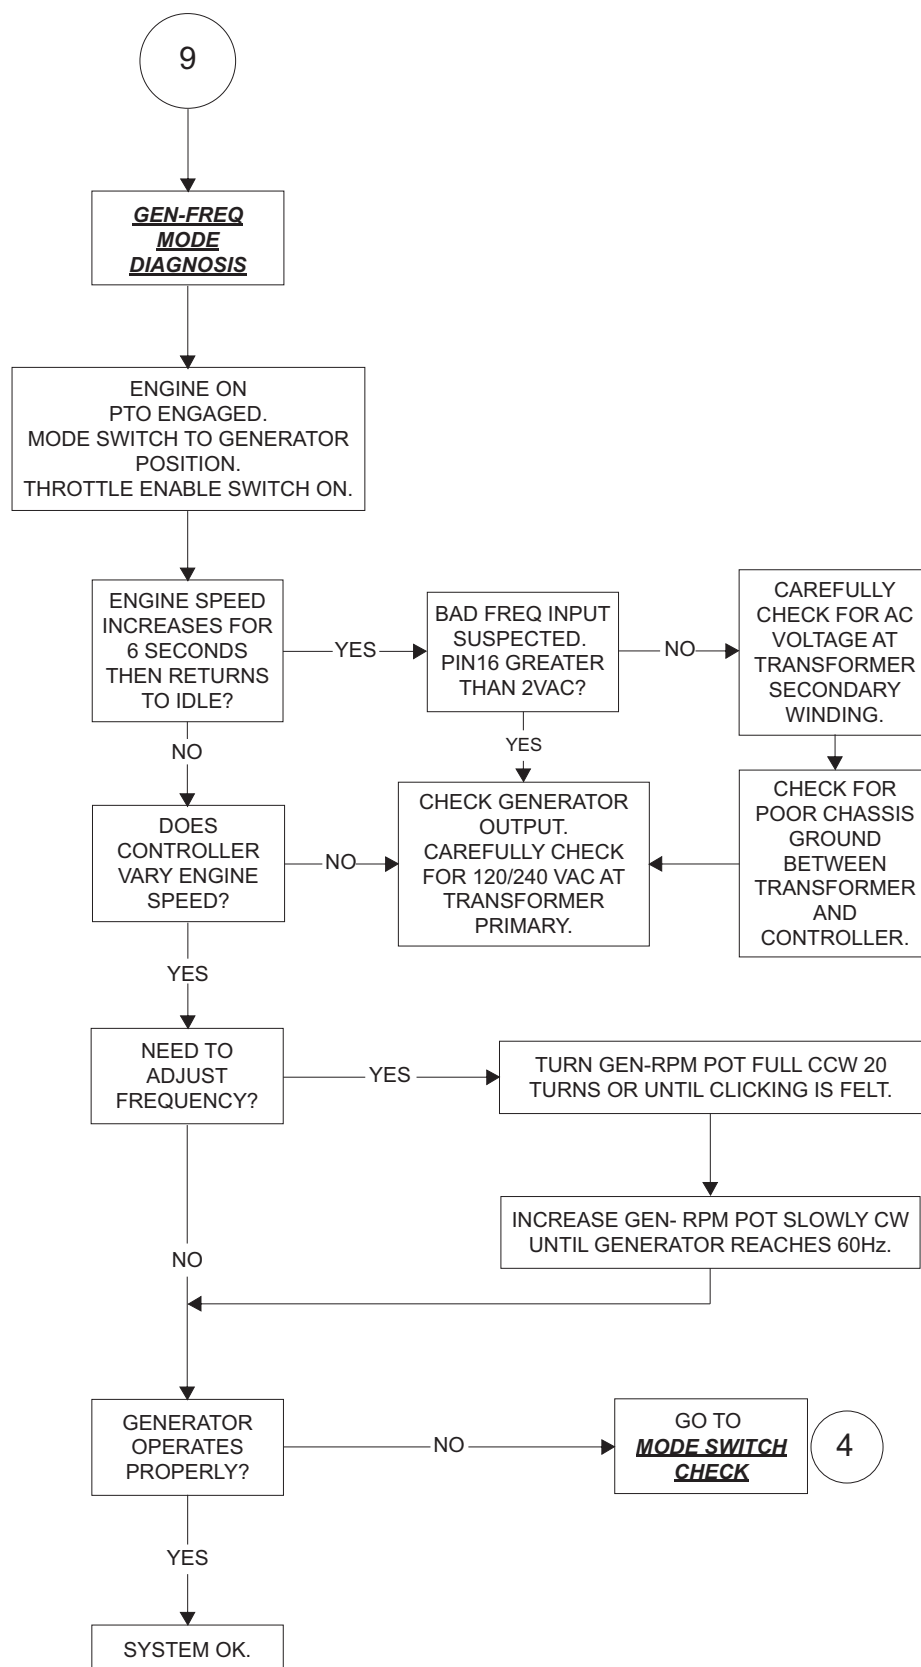 9
GEN-FREQ
MODE
DIAGNOSIS
ENGINE ON
PTO ENGAGED.
MODE SWITCH TO GENERATOR
POSITION.
THROTTLE ENABLE SWITCH ON.
ENGINE SPEED
INCREASES FOR
6 SECONDS
THEN RETURNS
TO IDLE?
YES
BAD FREQ INPUT
SUSPECTED.
PIN16 GREATER
THAN 2VAC?
NO
CAREFULLY
CHECK FOR AC
VOLTAGE AT
TRANSFORMER
SECONDARY
WINDING.
NO
YES
DOES
CONTROLLER
VARY ENGINE
SPEED?
NO
CHECK GENERATOR
OUTPUT.
CAREFULLY CHECK
FOR 120/240 VAC AT
TRANSFORMER
PRIMARY.
CHECK FOR
POOR CHASSIS
GROUND
BETWEEN
TRANSFORMER
AND
CONTROLLER.
YES
NEED TO
ADJUST
FREQUENCY?
YES
TURN GEN-RPM POT FULL CCW 20
TURNS OR UNTIL CLICKING IS FELT.
INCREASE GEN- RPM POT SLOWLY CW
UNTIL GENERATOR REACHES 60Hz.
NO
GENERATOR
OPERATES
PROPERLY?
NO
GO TO
MODE SWITCH
CHECK
4
YES
SYSTEM OK.